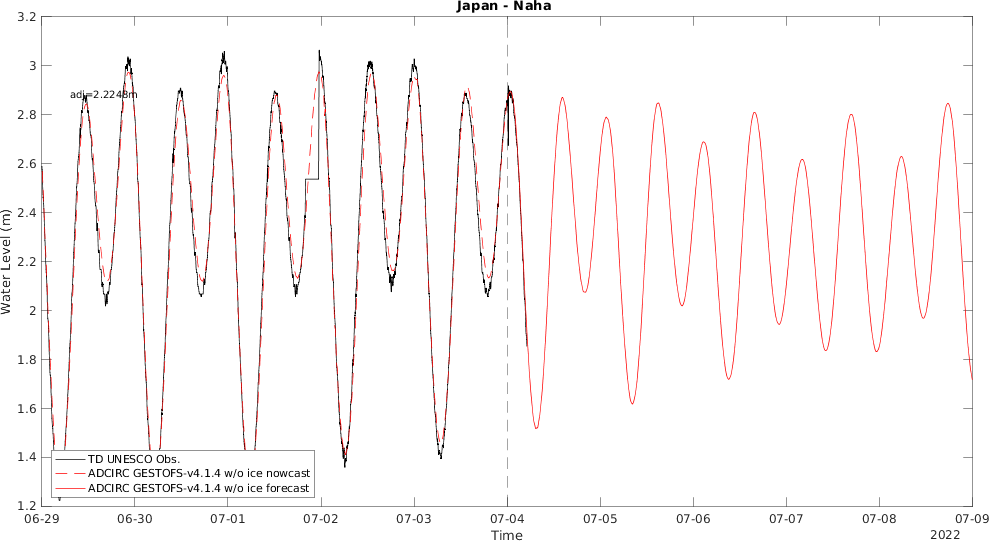 Japan - Naha
3.2
3
2.8
2.6
2.4
2.2
2
1.8
1.6
1.4
1.2
Water Level (m)
adj=2.2248m
TD UNESCO Obs.
ADCIRC GESTOFS-v4.1.4 w/o ice nowcast
ADCIRC GESTOFS-v4.1.4 w/o ice forecast
06-29 06-30 07-01 07-02 07-03 07-04 07-05 07-06 07-07 07-08 07-09
Time
2022